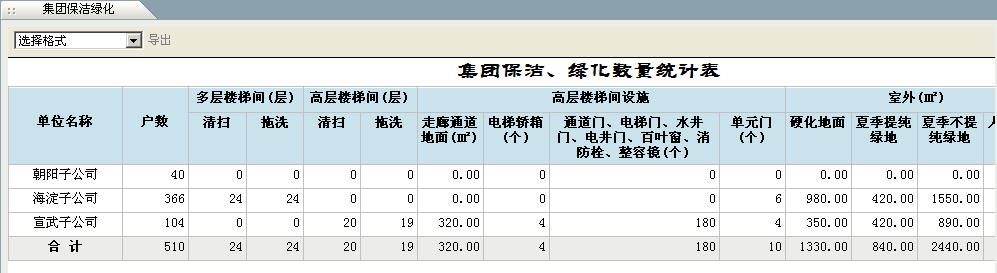 集团保洁绿化
选择格式 导出
集团保洁、绿化数量统计表
单位名称 户数 多层楼梯间(层) 高层楼梯间(层) 高层楼梯间设施 室外(㎡)
清扫 拖洗 清扫 拖洗 走廊通道
地面(㎡) 电梯轿箱
(个) 通道门、电梯门、水井
门、电井门、百叶窗、消
防栓、整容镜(个) 单元门
(个) 硬化地面 夏季提纯
绿地 夏季不提
纯绿地
朝阳子公司 40 0 0 0 0 0.00 0 0 0 0.00 0.00 0.00
海淀子公司 366 24 24 0 0 0.00 0 0 6 980.00 420.00 1550.00
宣武子公司 104 0 0 20 19 320.00 4 180 4 350.00 420.00 890.00
合 计 510 24 24 20 19 320.00 4 180 10 1330.00 840.00 2440.00